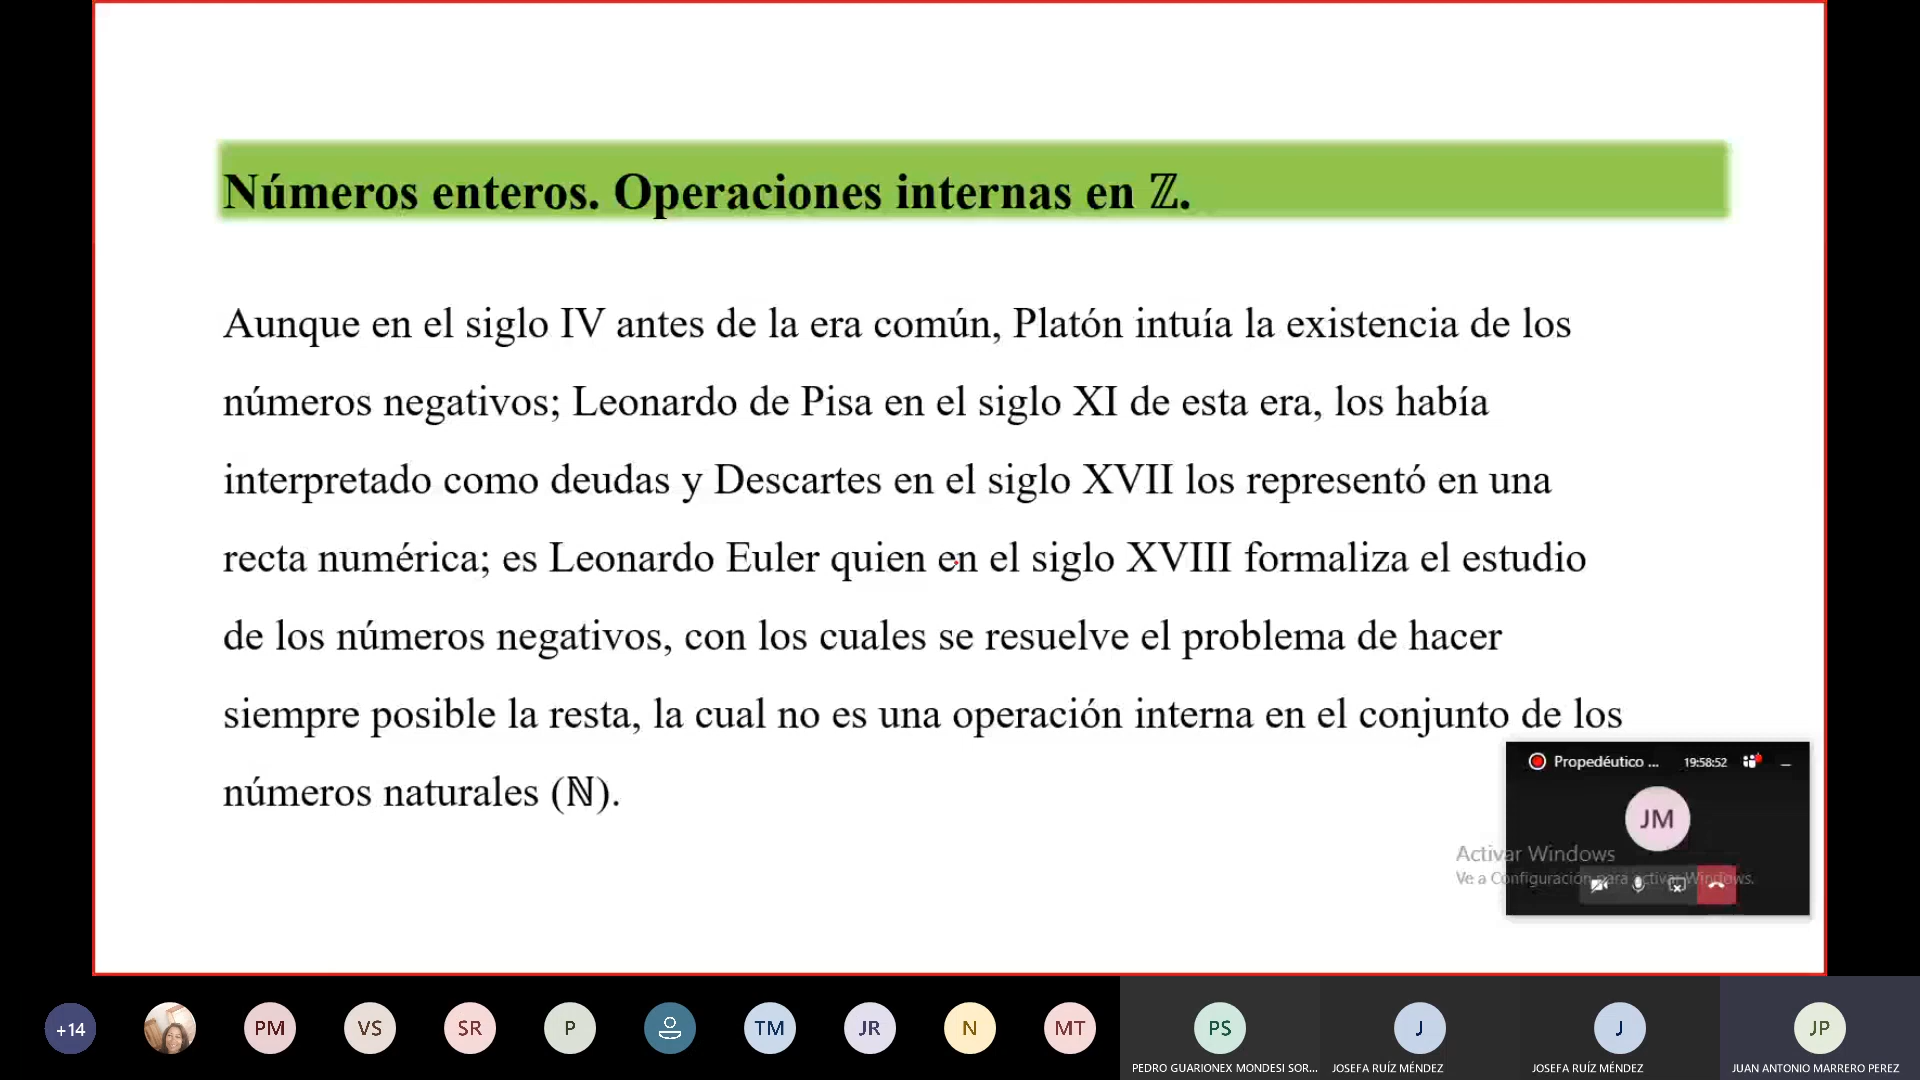 Números enteros. Operaciones internas en ℤ.
Aunque en el siglo IV antes de la era común, Platón intuía la existencia de los
números negativos; Leonardo de Pisa en el siglo XI de esta era, los había
interpretado como deudas y Descartes en el siglo XVII los representó en una
recta numérica; es Leonardo Euler quien en el siglo XVIII formaliza el estudio
de los números negativos, con los cuales se resuelve el problema de hacer
siempre posible la resta, la cual no es una operación interna en el conjunto de los
números naturales (ℕ).
Propedéutico ... 19:58:52
JM
Activar Windows
Ve a Configuración para activar Windows.
+14 PM VS SR P TM JR N MT PS J J JP
PEDRO GUARIONEX MONDESI SOR... JOSEFA RUÍZ MÉNDEZ JOSEFA RUÍZ MÉNDEZ JUAN ANTONIO MARRERO PEREZ